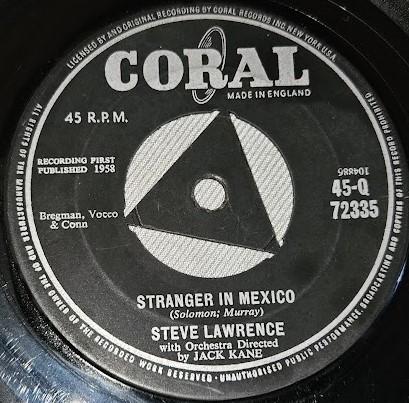 LICENSED BY AND ORIGINAL RECORDING BY CORAL RECORDS INC. NEW YORK. USA.
CORAL
MADE IN ENGLAND
45 R.P.M.
RECORDING FIRST
PUBLISHED 1958
Bregman, Vocco
& Conn
104486
45-Q
72335
STRANGER IN MEXICO
(Solomon; Murray)
STEVE LAWRENCE
with Orchestra Directed
by JACK KANE
ALL RIGHTS OF THE MANUFACTURER AND OF THE OWNER OF THE RECORDED WORK RESERVED · UNAUTHORISED PUBLIC PERFORMANCE, BROADCASTING AND COPYING OF THIS RECORD PROHIBITED